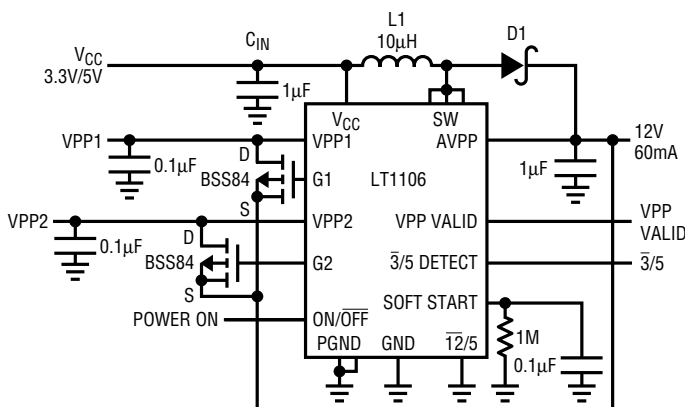 L1
10µH
D1
VCC
3.3V/5V
CIN
1µF
VCC
SW
VPP1
VPP1
AVPP
12V
60mA
0.1µF
D
BSS84
G1
LT1106
1µF
S
VPP2
VPP2
VPP VALID
VPP
VALID
0.1µF
D
BSS84
G2
3̅/5 DETECT
3̅/5
S
SOFT START
POWER ON
ON/O̅F̅F̅
1M
0.1µF
PGND
GND
1̅2̅/5